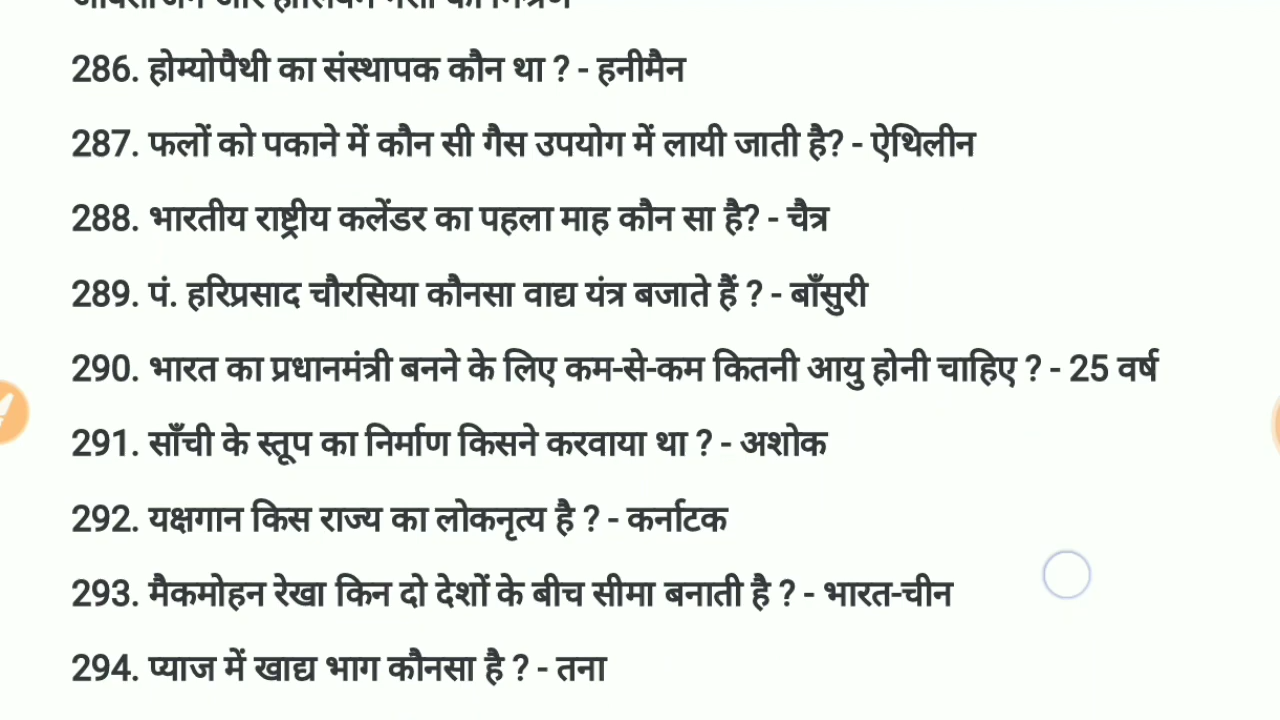 286. होम्योपैथी का संस्थापक कौन था ? - हनीमैन
287. फलों को पकाने में कौन सी गैस उपयोग में लायी जाती है? - ऐथिलीन
288. भारतीय राष्ट्रीय कलेंडर का पहला माह कौन सा है? - चैत्र
289. पं. हरिप्रसाद चौरसिया कौनसा वाद्य यंत्र बजाते हैं ? - बाँसुरी
290. भारत का प्रधानमंत्री बनने के लिए कम-से-कम कितनी आयु होनी चाहिए ? - 25 वर्ष
291. साँची के स्तूप का निर्माण किसने करवाया था ? - अशोक
292. यक्षगान किस राज्य का लोकनृत्य है ? - कर्नाटक
293. मैकमोहन रेखा किन दो देशों के बीच सीमा बनाती है ? - भारत-चीन
294. प्याज में खाद्य भाग कौनसा है ? - तना